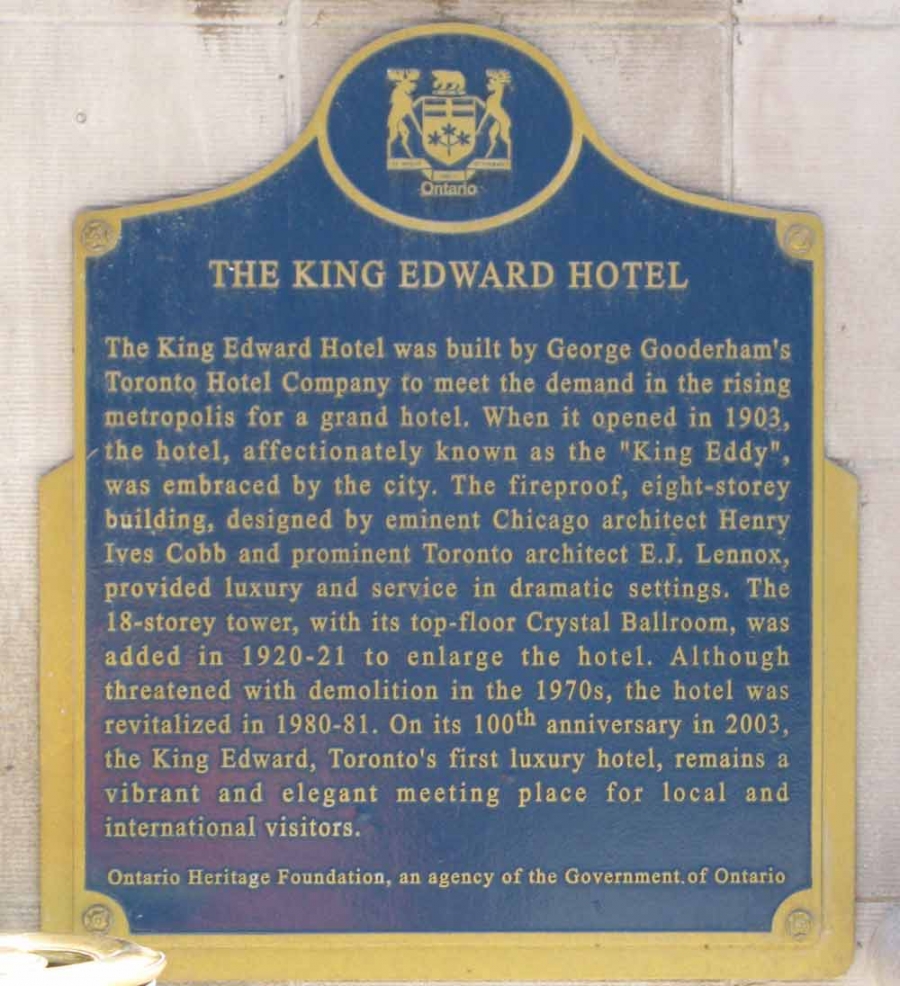 Ontario
THE KING EDWARD HOTEL
The King Edward Hotel was built by George Gooderham's
Toronto Hotel Company to meet the demand in the rising
metropolis for a grand hotel. When it opened in 1903,
the hotel, affectionately known as the "King Eddy",
was embraced by the city. The fireproof, eight-storey
building, designed by eminent Chicago architect Henry
Ives Cobb and prominent Toronto architect E.J. Lennox,
provided luxury and service in dramatic settings. The
18-storey tower, with its top-floor Crystal Ballroom, was
added in 1920-21 to enlarge the hotel. Although
threatened with demolition in the 1970s, the hotel was
revitalized in 1980-81. On its 100th anniversary in 2003,
the King Edward, Toronto's first luxury hotel, remains a
vibrant and elegant meeting place for local and
international visitors.
Ontario Heritage Foundation, an agency of the Government of Ontario